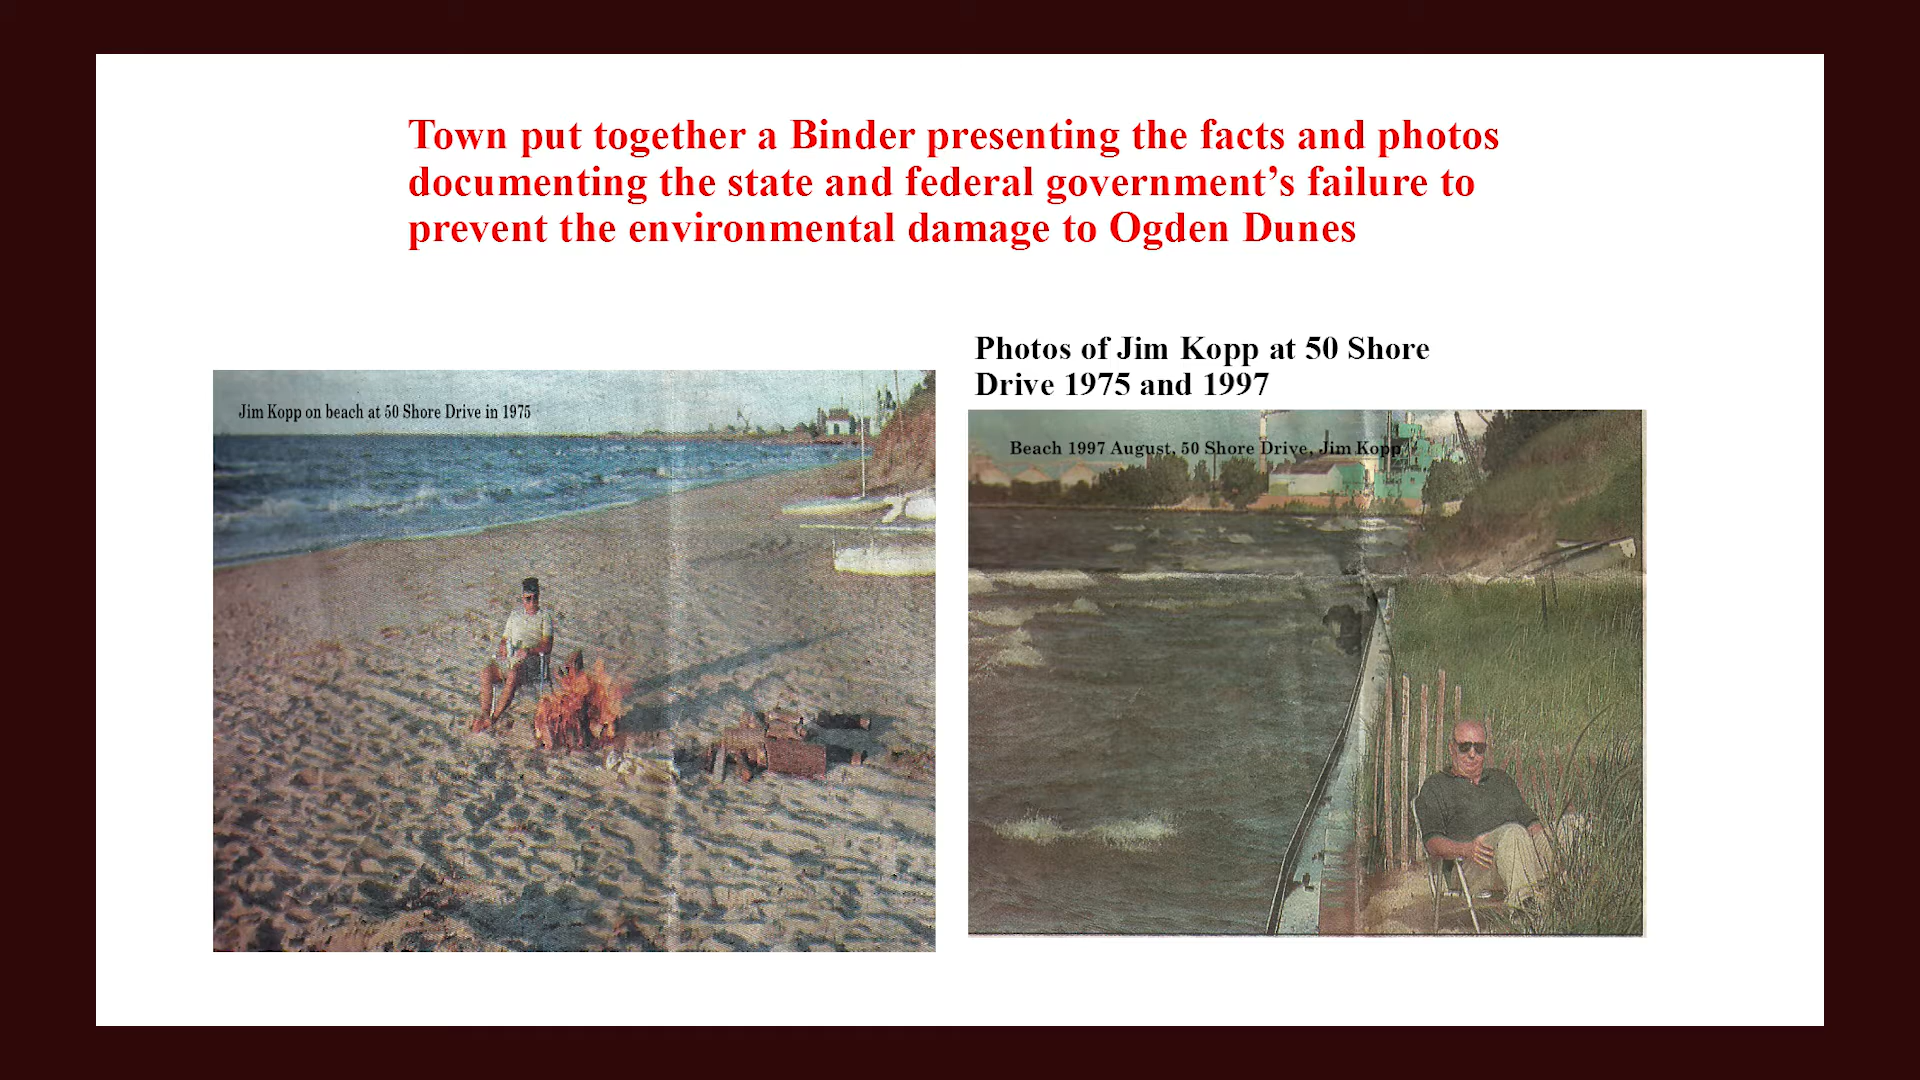 Town put together a Binder presenting the facts and photos
documenting the state and federal government’s failure to
prevent the environmental damage to Ogden Dunes
Photos of Jim Kopp at 50 Shore
Drive 1975 and 1997
Jim Kopp on beach at 50 Shore Drive in 1975
Beach 1997 August, 50 Shore Drive, Jim Kopp